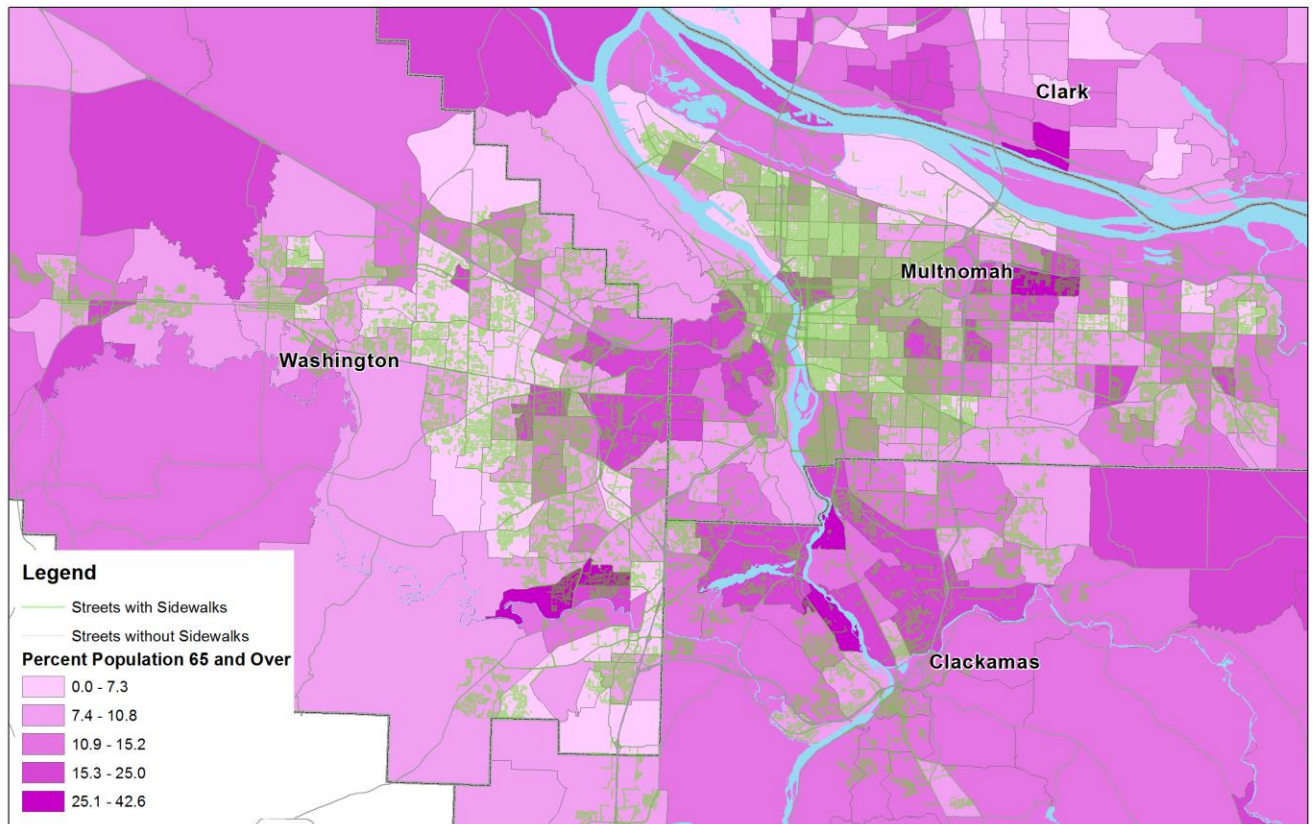 Clark
Multnomah
Washington
Clackamas
Legend
Streets with Sidewalks
Streets without Sidewalks
Percent Population 65 and Over
0.0 - 7.3
7.4 - 10.8
10.9 - 15.2
15.3 - 25.0
25.1 - 42.6